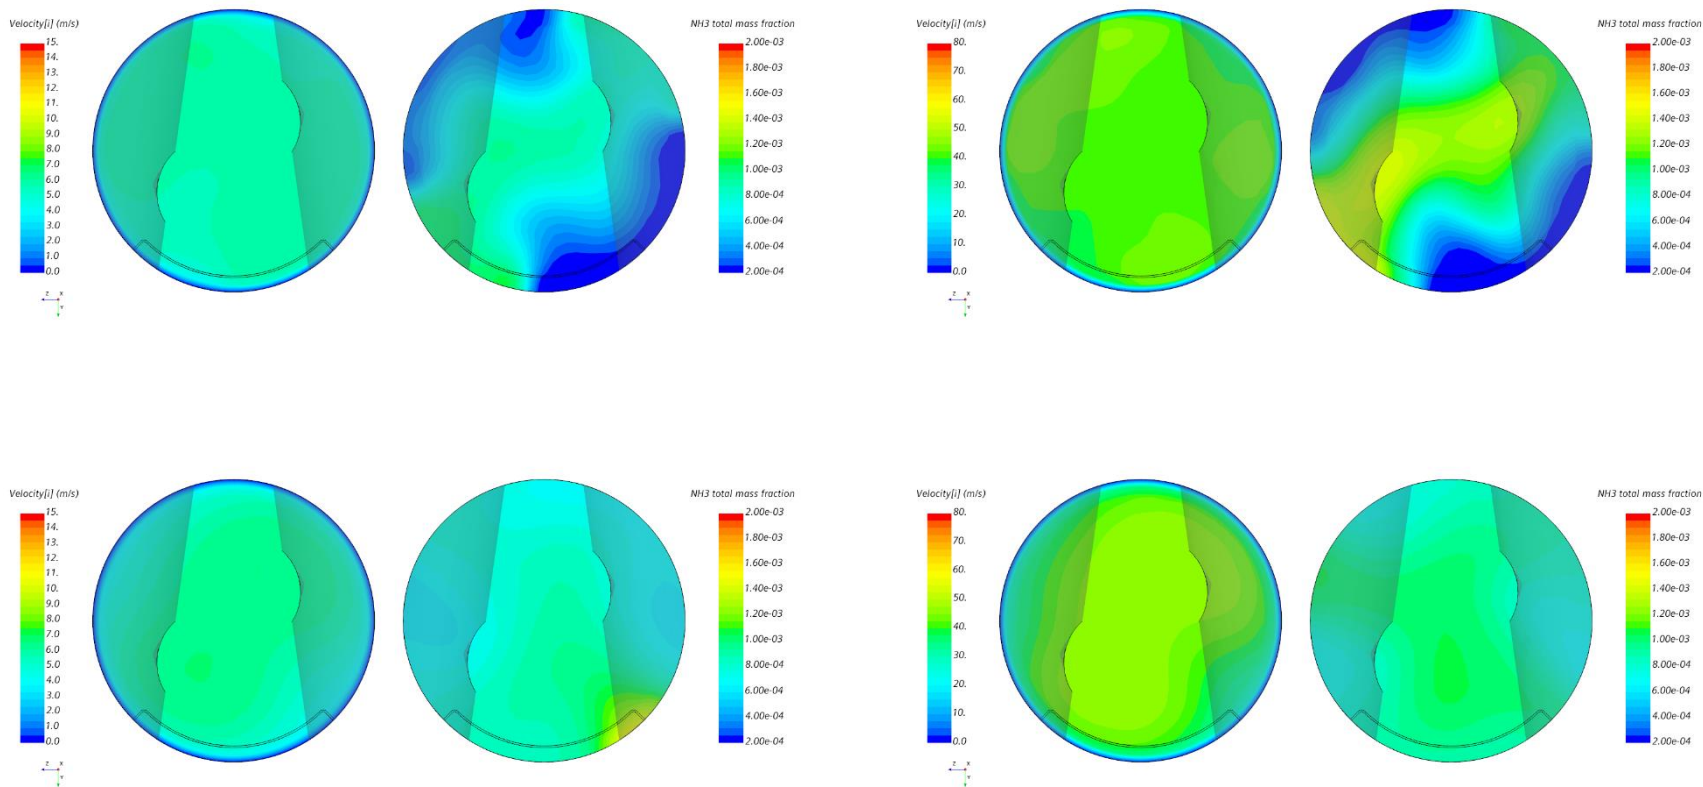 Velocity[i] (m/s)
15.
14.
13.
12.
11.
10.
9.0
8.0
7.0
6.0
5.0
4.0
3.0
2.0
1.0
0.0
Z X
Y
NH3 total mass fraction
2.00e-03
1.80e-03
1.60e-03
1.40e-03
1.20e-03
1.00e-03
8.00e-04
6.00e-04
4.00e-04
2.00e-04
Velocity[i] (m/s)
80.
70.
60.
50.
40.
30.
20.
10.
0.0
Z X
Y
NH3 total mass fraction
2.00e-03
1.80e-03
1.60e-03
1.40e-03
1.20e-03
1.00e-03
8.00e-04
6.00e-04
4.00e-04
2.00e-04
Velocity[i] (m/s)
15.
14.
13.
12.
11.
10.
9.0
8.0
7.0
6.0
5.0
4.0
3.0
2.0
1.0
0.0
Z X
Y
NH3 total mass fraction
2.00e-03
1.80e-03
1.60e-03
1.40e-03
1.20e-03
1.00e-03
8.00e-04
6.00e-04
4.00e-04
2.00e-04
Velocity[i] (m/s)
80.
70.
60.
50.
40.
30.
20.
10.
0.0
Z X
Y
NH3 total mass fraction
2.00e-03
1.80e-03
1.60e-03
1.40e-03
1.20e-03
1.00e-03
8.00e-04
6.00e-04
4.00e-04
2.00e-04